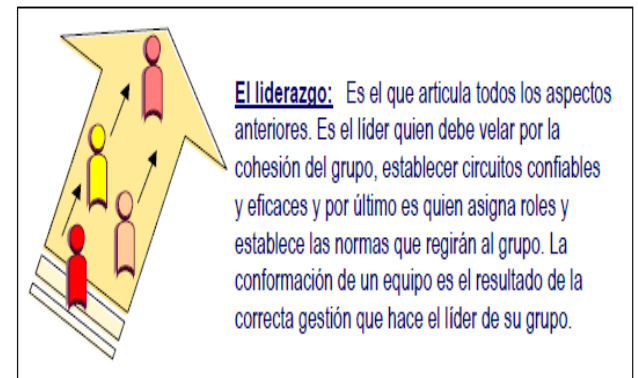 El liderazgo: Es el que articula todos los aspectos
anteriores. Es el líder quien debe velar por la
cohesión del grupo, establecer circuitos confiables
y eficaces y por último es quien asigna roles y
establece las normas que regirán al grupo. La
conformación de un equipo es el resultado de la
correcta gestión que hace el líder de su grupo.